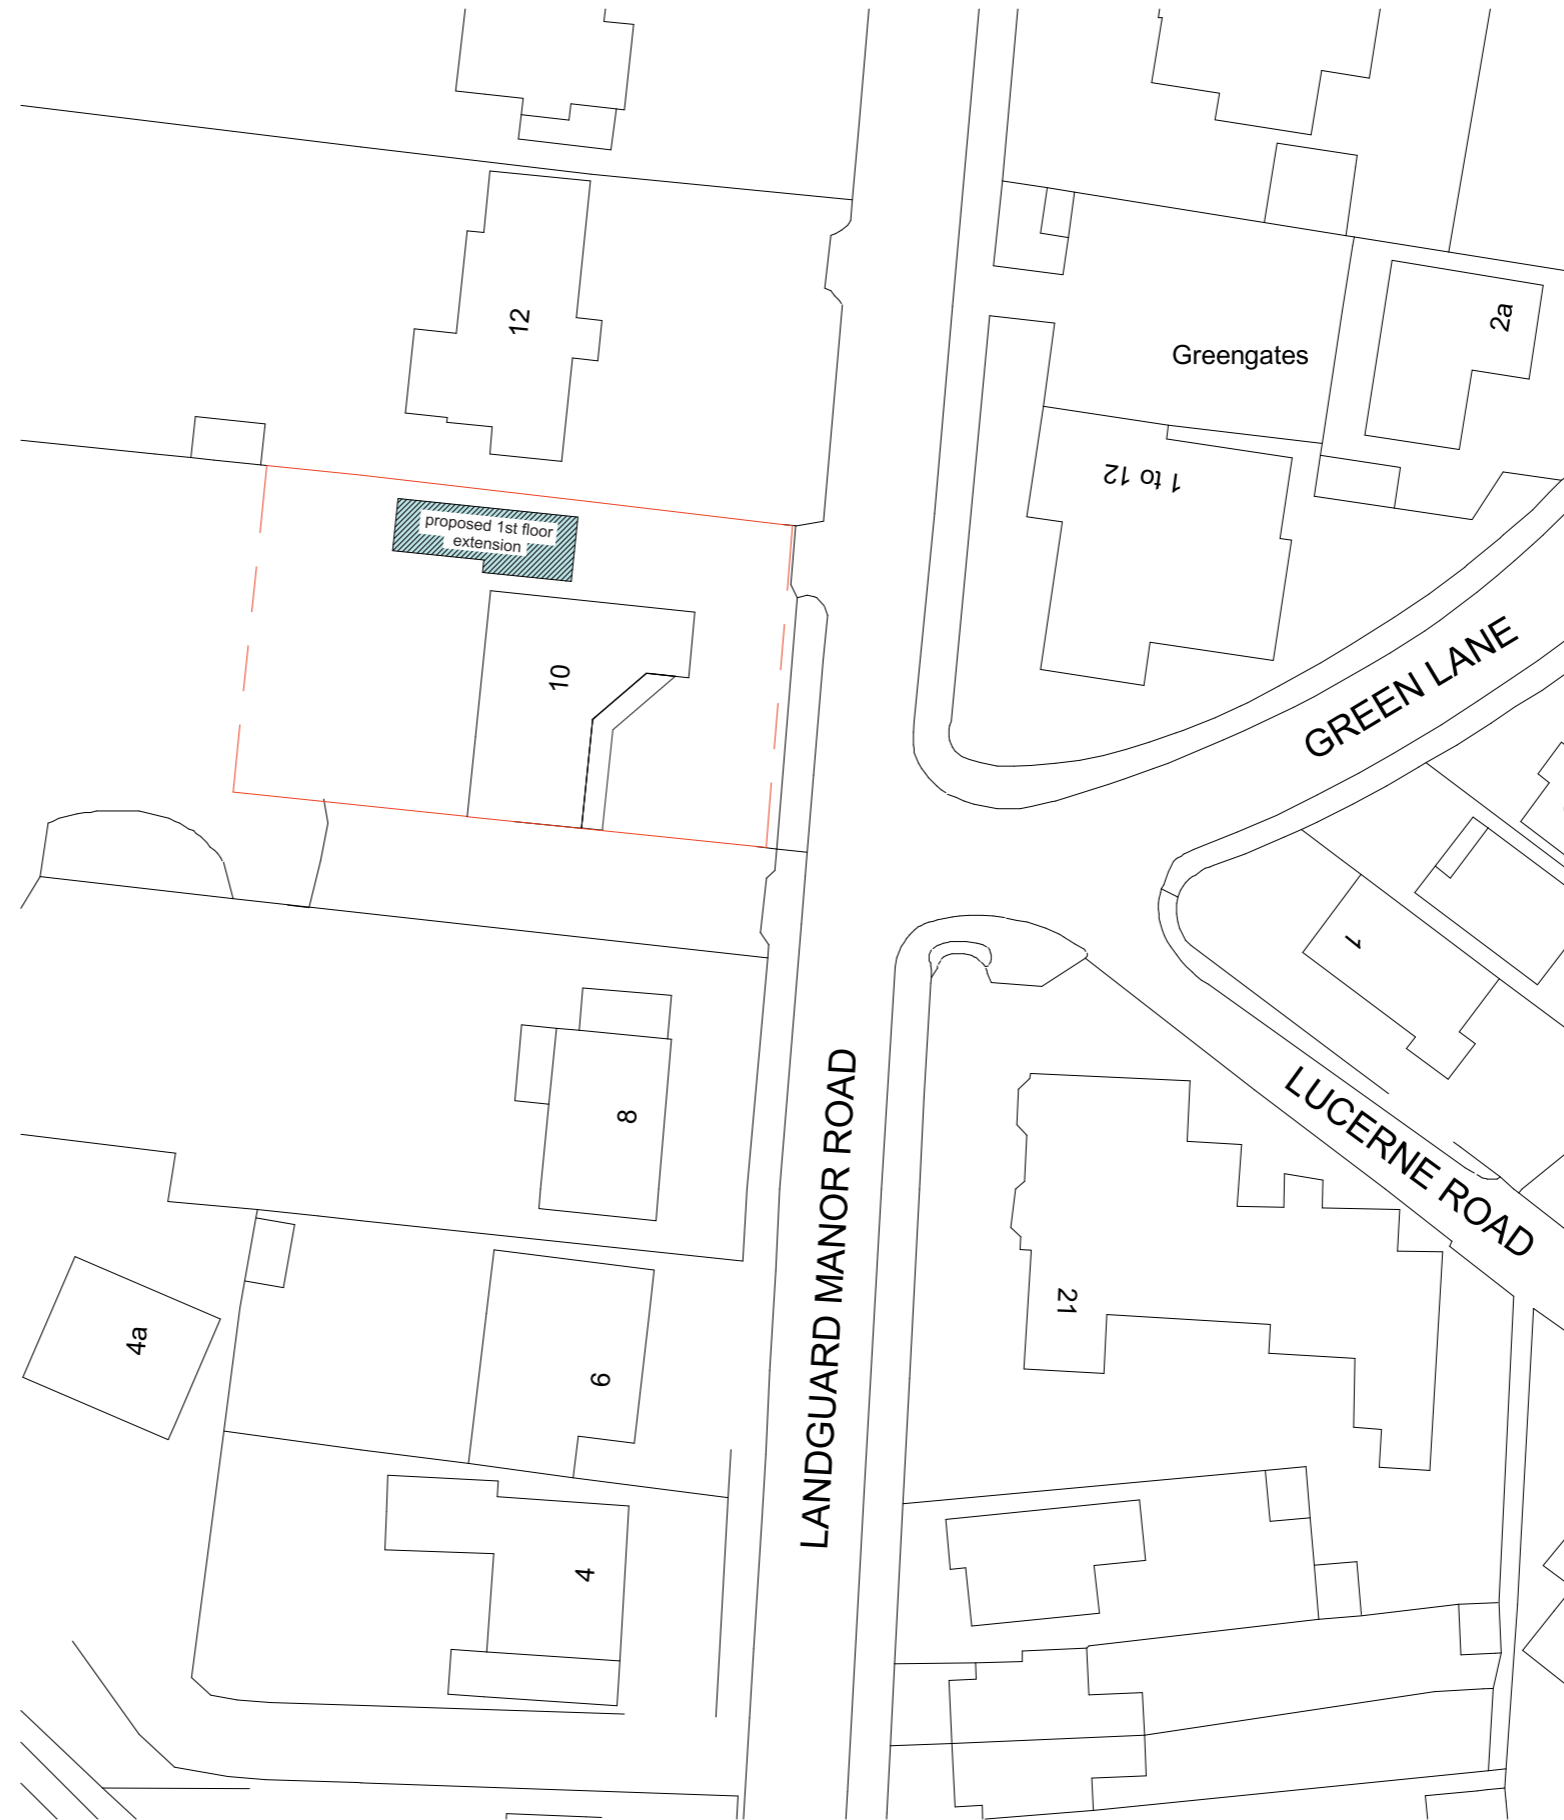 12
2a
Greengates
1 to 12
proposed 1st floor
extension
10
GREEN LANE
1
LUCERNE ROAD
8
LANDGUARD MANOR ROAD
21
4a
6
4